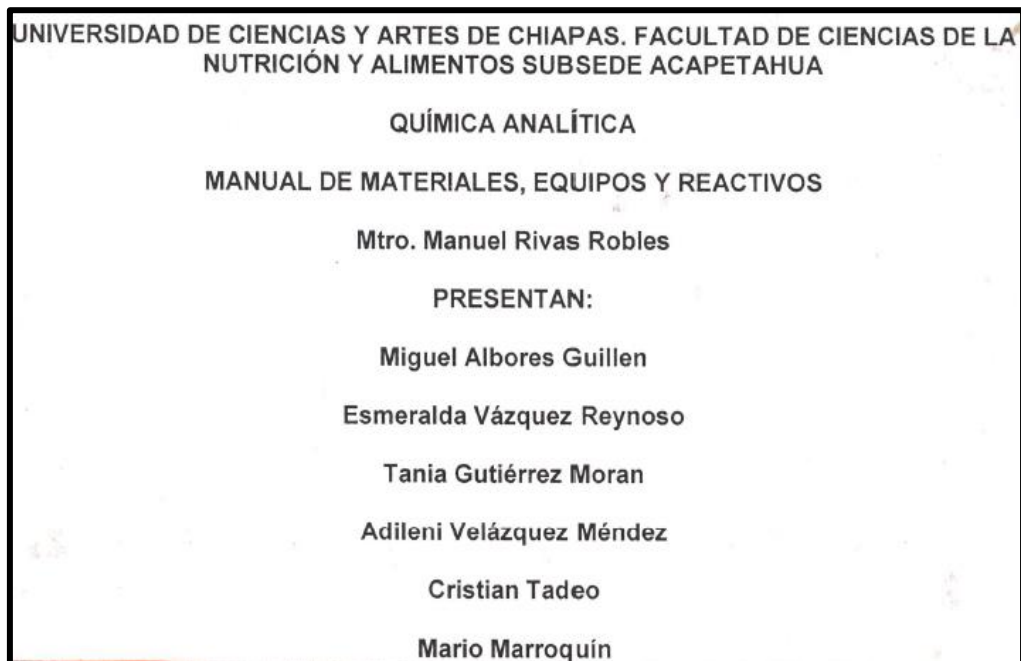 UNIVERSIDAD DE CIENCIAS Y ARTES DE CHIAPAS. FACULTAD DE CIENCIAS DE LA
NUTRICIÓN Y ALIMENTOS SUBSEDE ACAPETAHUA
QUÍMICA ANALÍTICA
MANUAL DE MATERIALES, EQUIPOS Y REACTIVOS
Mtro. Manuel Rivas Robles
PRESENTAN:
Miguel Albores Guillen
Esmeralda Vázquez Reynoso
Tania Gutiérrez Moran
Adileni Velázquez Méndez
Cristian Tadeo
Mario Marroquín